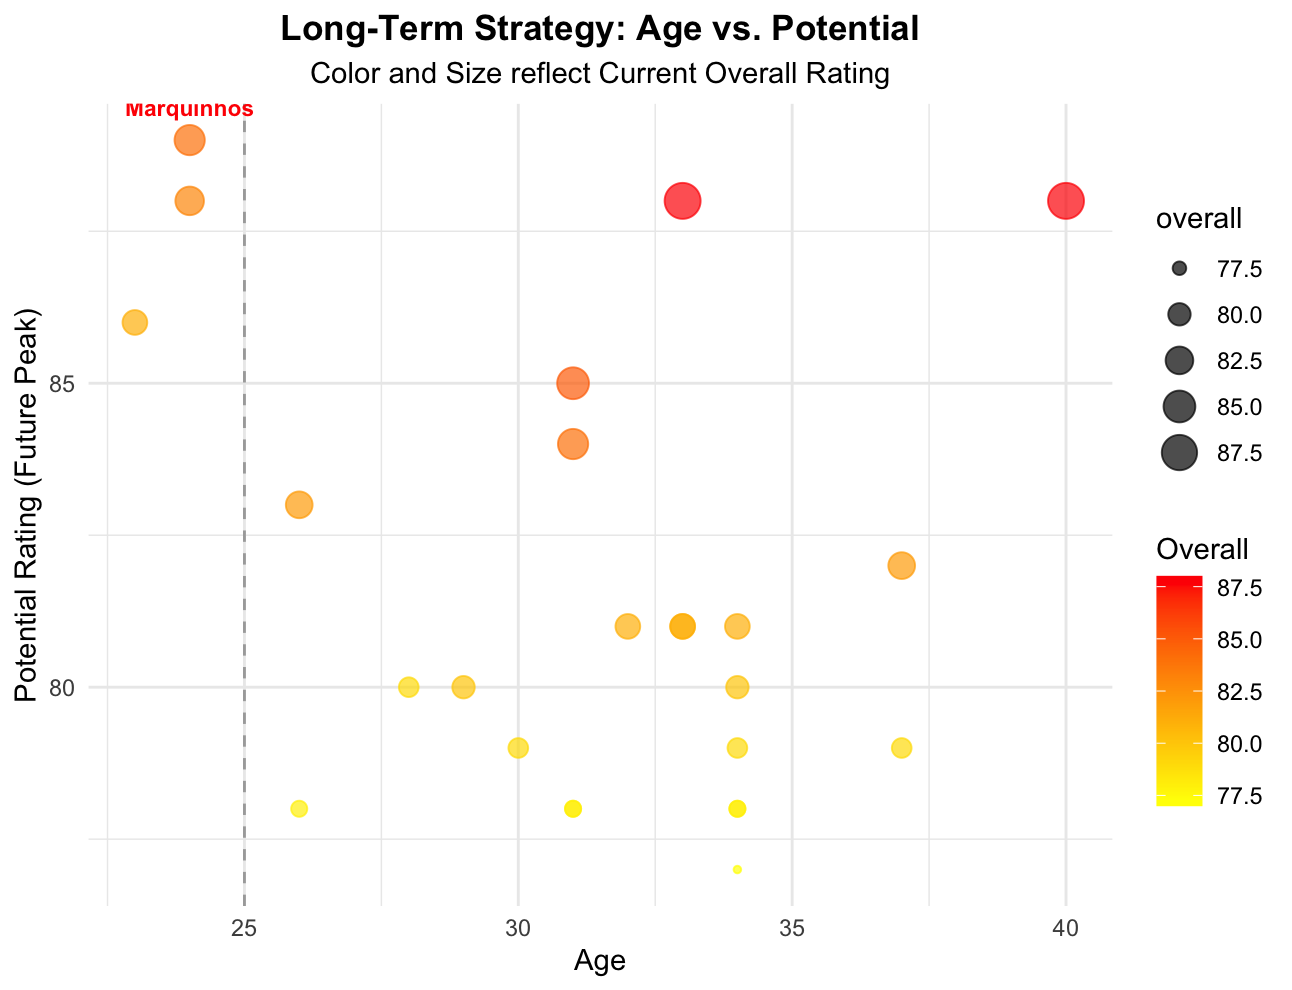 Long-Term Strategy: Age vs. Potential
Color and Size reflect Current Overall Rating
Marquinhos
Potential Rating (Future Peak)
85
80
25
30
35
40
Age
overall
77.5
80.0
82.5
85.0
87.5
Overall
87.5
85.0
82.5
80.0
77.5